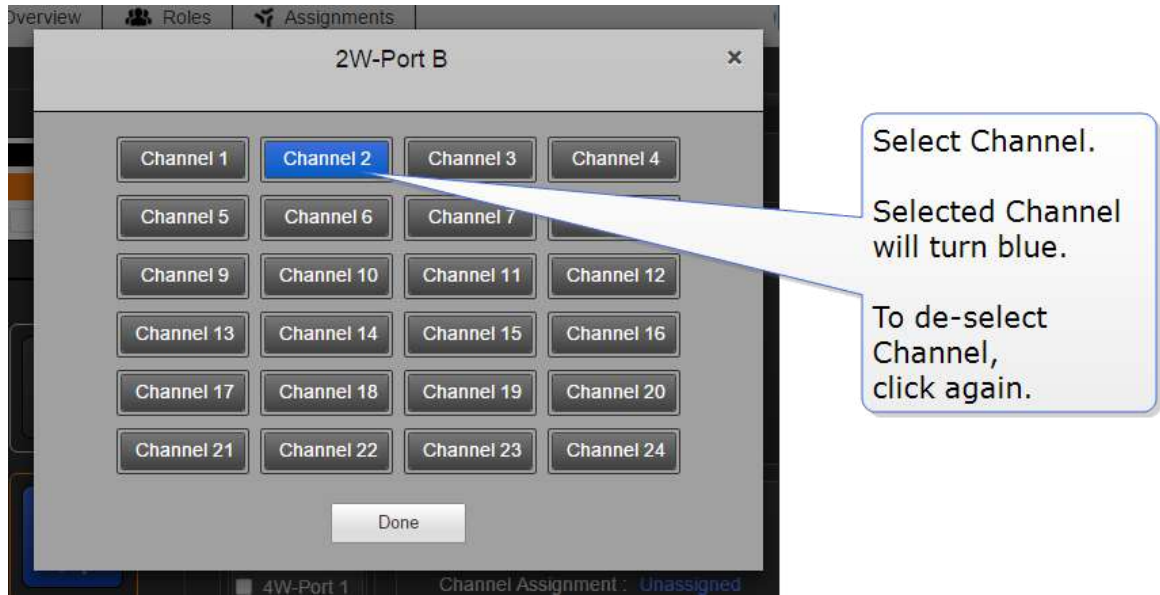 Overview Roles Assignments
2W-Port B ×
Channel 1 Channel 2 Channel 3 Channel 4
Channel 5 Channel 6 Channel 7
Channel 9 Channel 10 Channel 11 Channel 12
Channel 13 Channel 14 Channel 15 Channel 16
Channel 17 Channel 18 Channel 19 Channel 20
Channel 21 Channel 22 Channel 23 Channel 24
Done
4W-Port 1 Channel Assignment : Unassigned
Select Channel.
Selected Channel
will turn blue.
To de-select
Channel,
click again.